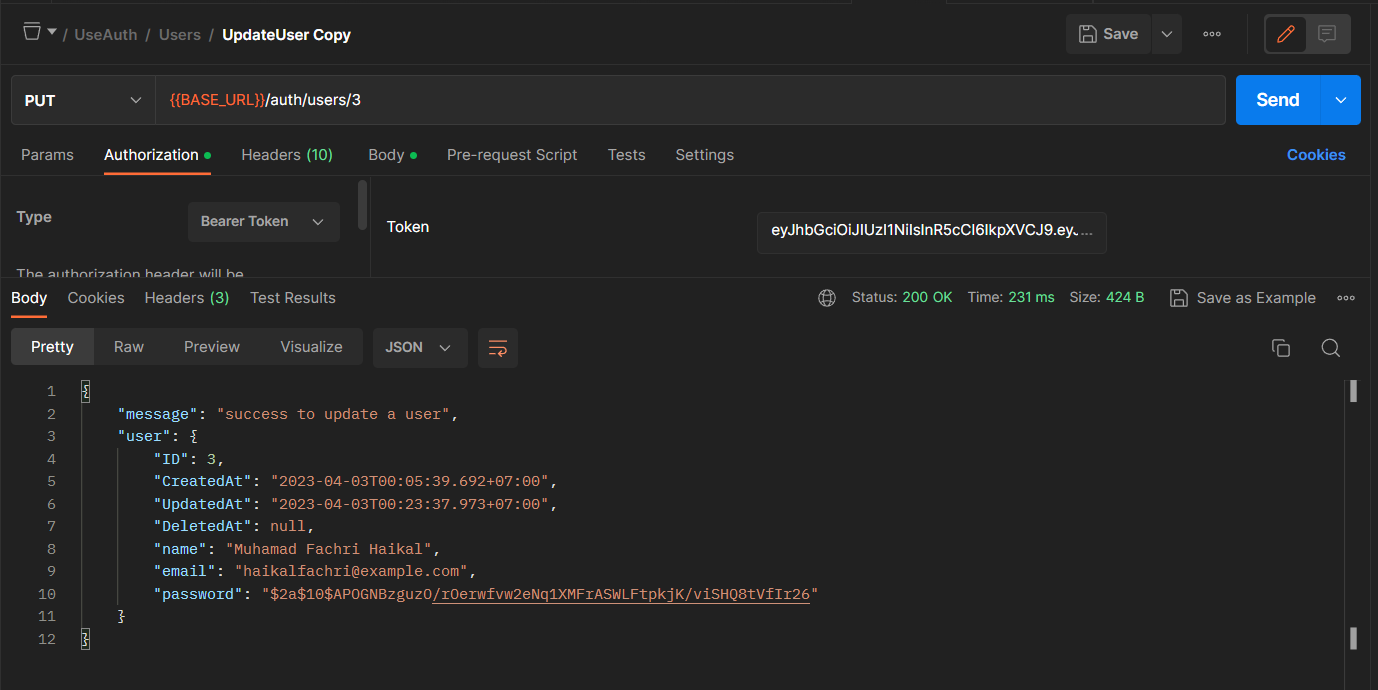 / UseAuth / Users / UpdateUser Copy
Save
PUT
{{BASE_URL}}/auth/users/3
Send
Params Authorization Headers (10) Body Pre-request Script Tests Settings Cookies
Type
Bearer Token
Token
eyJhbGciOiJIUzI1NiIsInR5cCI6IkpXVCJ9.eyJ...
The authorization header will be
Body Cookies Headers (3) Test Results
Status: 200 OK Time: 231 ms Size: 424 B Save as Example
Pretty Raw Preview Visualize JSON
1 {
2 "message": "success to update a user",
3 "user": {
4 "ID": 3,
5 "CreatedAt": "2023-04-03T00:05:39.692+07:00",
6 "UpdatedAt": "2023-04-03T00:23:37.973+07:00",
7 "DeletedAt": null,
8 "name": "Muhamad Fachri Haikal",
9 "email": "haikalfachri@example.com",
10 "password": "$2a$10$APOGNBzguzO/rOerwfvw2eNq1XMFrASWLFtpkjK/viSHQ8tVfIr26"
11 }
12 }